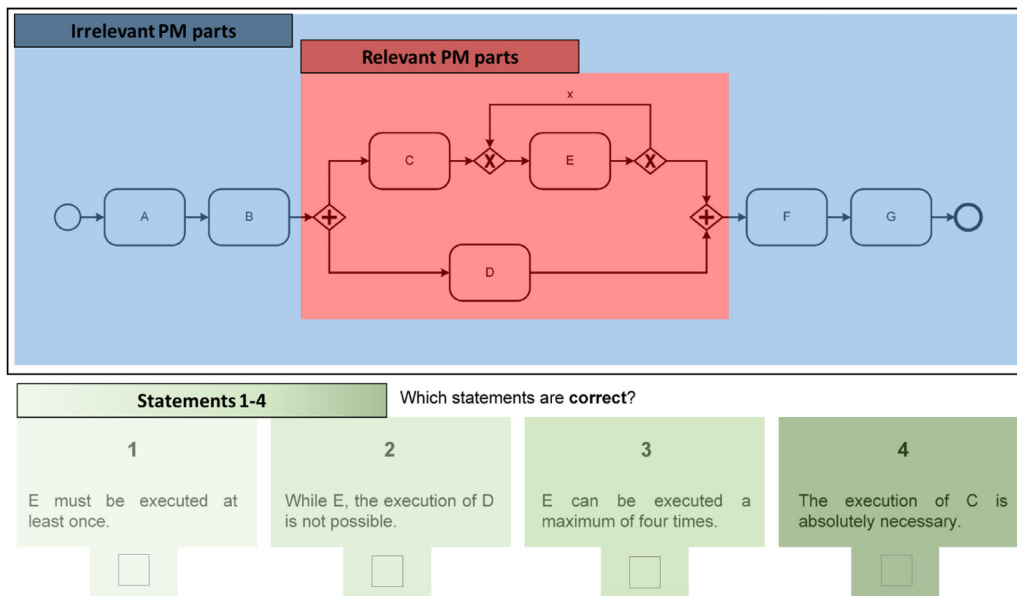 Irrelevant PM parts
Relevant PM parts
x
C
X
E
X
A
B
+
+
F
G
D
Statements 1-4
Which statements are correct?
1
2
3
4
E must be executed at
least once.
While E, the execution of D
is not possible.
E can be executed a
maximum of four times.
The execution of C is
absolutely necessary.